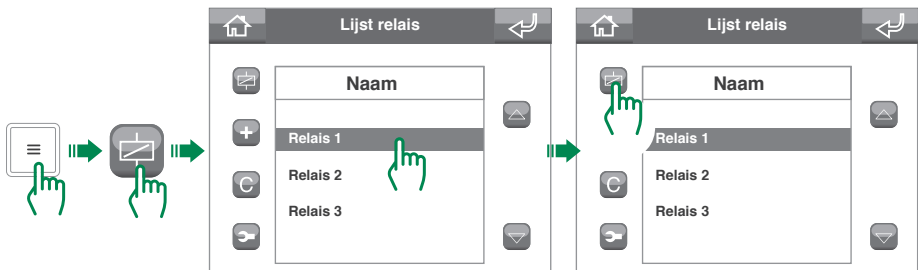 Lijst relais
Naam
Relais 1
Relais 2
Relais 3
C
Lijst relais
Naam
Relais 1
Relais 2
Relais 3
C